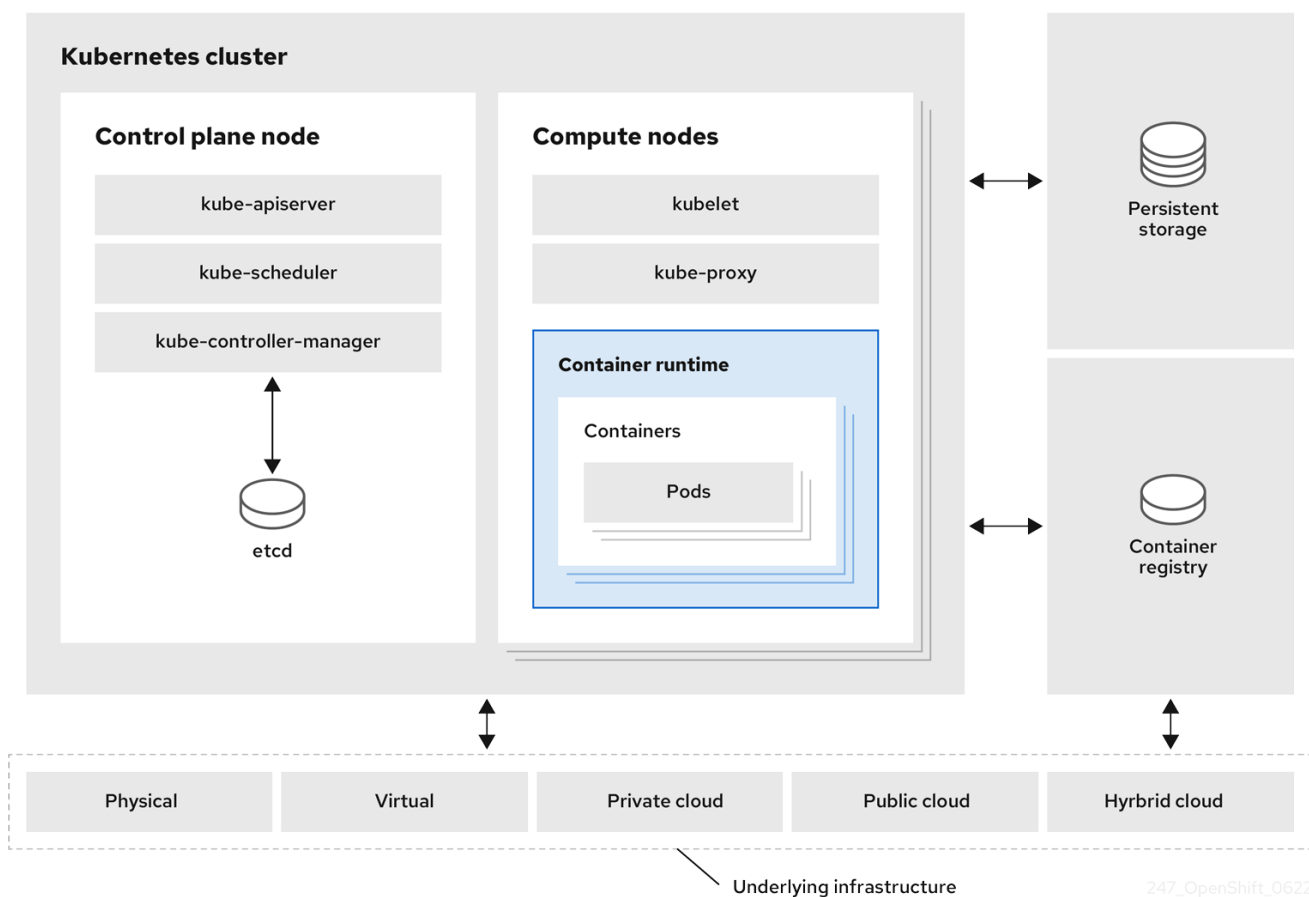 Kubernetes cluster
Control plane node
kube-apiserver
kube-scheduler
kube-controller-manager
etcd
Compute nodes
kubelet
kube-proxy
Container runtime
Containers
Pods
Persistent
storage
Container
registry
Physical
Virtual
Private cloud
Public cloud
Hyrbrid cloud
Underlying infrastructure
247_OpenShift_0622